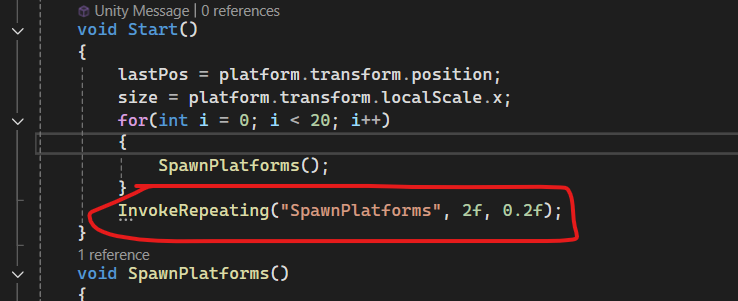 Unity Message | 0 references
void Start()
{
lastPos = platform.transform.position;
size = platform.transform.localScale.x;
for(int i = 0; i < 20; i++)
{
SpawnPlatforms();
}
InvokeRepeating("SpawnPlatforms", 2f, 0.2f);
}
1 reference
void SpawnPlatforms()
{